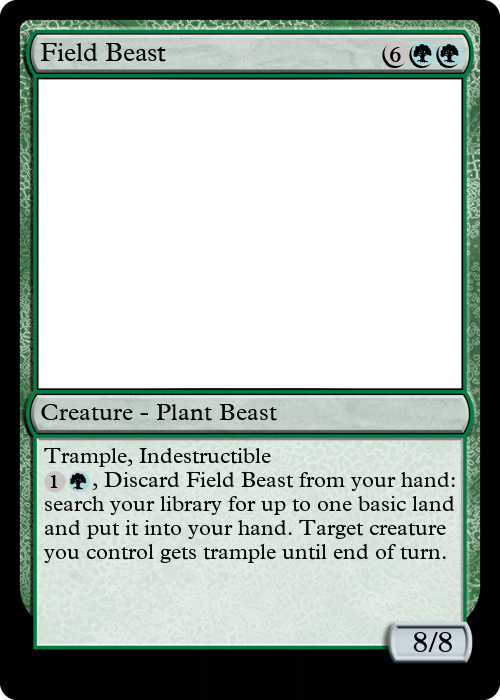 Field Beast 6
Creature - Plant Beast
Trample, Indestructible
1 , Discard Field Beast from your hand:
search your library for up to one basic land
and put it into your hand. Target creature
you control gets trample until end of turn.
8/8